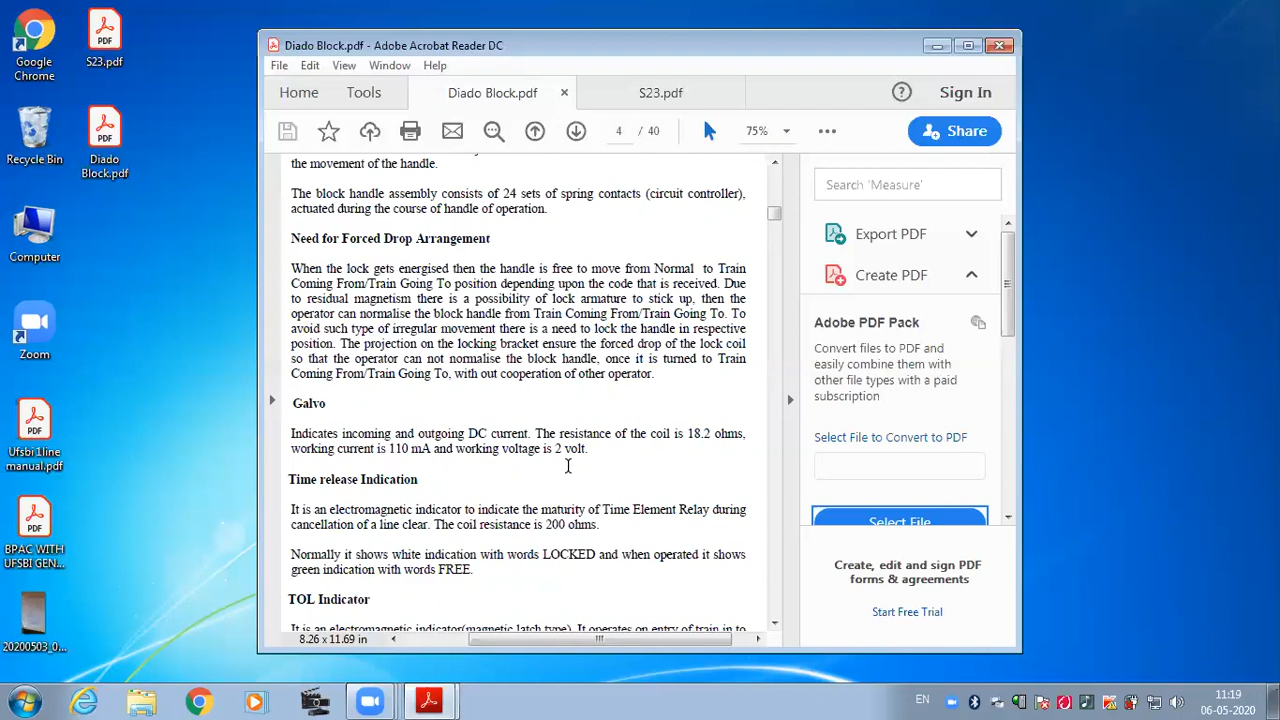 Google
Chrome
S23.pdf
Recycle Bin
Diado
Block.pdf
Computer
Zoom
Ufsbi 1line
manual.pdf
BPAC WITH
UFSBI GEN...
20200503_0...
Diado Block.pdf - Adobe Acrobat Reader DC
File Edit View Window Help
Home Tools Diado Block.pdf S23.pdf Sign In
4 / 40 75% Share
the movement of the handle.
The block handle assembly consists of 24 sets of spring contacts (circuit controller),
actuated during the course of handle of operation.
Need for Forced Drop Arrangement
When the lock gets energised then the handle is free to move from Normal to Train
Coming From/Train Going To position depending upon the code that is received. Due
to residual magnetism there is a possibility of lock armature to stick up, then the
operator can normalise the block handle from Train Coming From/Train Going To. To
avoid such type of irregular movement there is a need to lock the handle in respective
position. The projection on the locking bracket ensure the forced drop of the lock coil
so that the operator can not normalise the block handle, once it is turned to Train
Coming From/Train Going To, with out cooperation of other operator.
Galvo
Indicates incoming and outgoing DC current. The resistance of the coil is 18.2 ohms,
working current is 110 mA and working voltage is 2 volt.
Time release Indication
It is an electromagnetic indicator to indicate the maturity of Time Element Relay during
cancellation of a line clear. The coil resistance is 200 ohms.
Normally it shows white indication with words LOCKED and when operated it shows
green indication with words FREE.
TOL Indicator
It is an electromagnetic indicator(magnetic latch type). It operates on entry of train in to
8.26 x 11.69 in
Search 'Measure'
Export PDF
Create PDF
Adobe PDF Pack
Convert files to PDF and
easily combine them with
other file types with a paid
subscription
Select File to Convert to PDF
Select File
Create, edit and sign PDF
forms & agreements
Start Free Trial
EN
11:19
06-05-2020